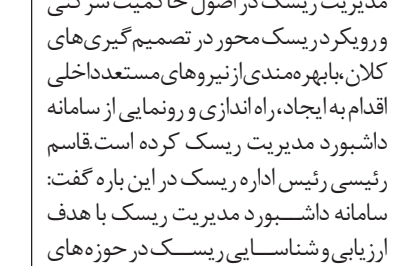 مدیریت ریسک در اصول حاکمیت شرکتی
و رویکرد ریسک‌محور در تصمیم گیری‌های
کلان، با بهره‌مندی از نیروهای مستعد داخلی
اقدام به ایجاد، راه اندازی و رونمایی از سامانه
داشبورد مدیریت ریسک کرده است. قاسم
رئیسی رئیس اداره ریسک در این باره گفت:
سامانه داشبورد مدیریت ریسک با هدف
ارزیابی و شناسایی ریسک در حوزه‌های